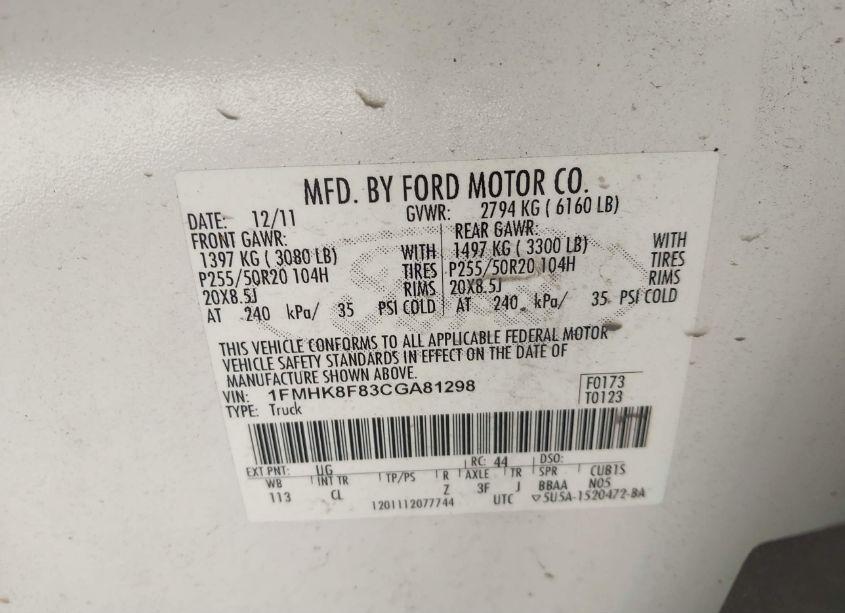 MFD. BY FORD MOTOR CO.
DATE: 12/11 GVWR: 2794 KG ( 6160 LB)
FRONT GAWR: REAR GAWR:
1397 KG ( 3080 LB) WITH 1497 KG ( 3300 LB) WITH
P255/50R20 104H TIRES P255/50R20 104H TIRES
20X8.5J RIMS 20X8.5J RIMS
AT 240 kPa/ 35 PSI COLD AT 240 kPa/ 35 PSI COLD
THIS VEHICLE CONFORMS TO ALL APPLICABLE FEDERAL MOTOR
VEHICLE SAFETY STANDARDS IN EFFECT ON THE DATE OF
MANUFACTURE SHOWN ABOVE.
VIN: 1FMHK8F83CGA81298 F0173
TYPE: Truck T0123
EXT PNT: UG RC: 44 DSO:
WB INT TR TP/PS R AXLE TR SPR CUB1S
113 CL Z 3F J BBAA N05
1201112077744 UTC ▽5U5A-1520472-BA